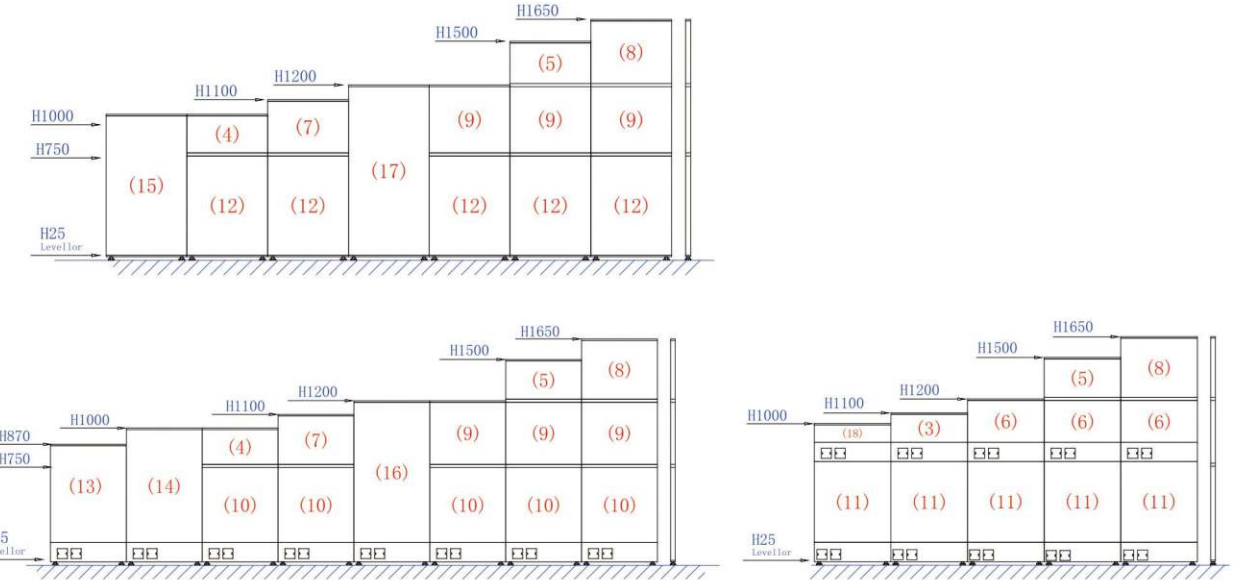 H1650
H1500
(8)
(5)
H1200
H1100
H1000
(4)
(7)
(9)
(9)
(9)
H750
(15)
(17)
(12)
(12)
(12)
(12)
(12)
H25
Levellor
H1650
H1500
(8)
(5)
H1200
H1100
H1000
H870
(4)
(7)
(9)
(9)
(9)
H750
(13)
(14)
(16)
(10)
(10)
(10)
(10)
(10)
5
ellor
H1650
H1500
(8)
(5)
H1200
H1100
H1000
(18)
(3)
(6)
(6)
(6)
(11)
(11)
(11)
(11)
(11)
H25
Levellor